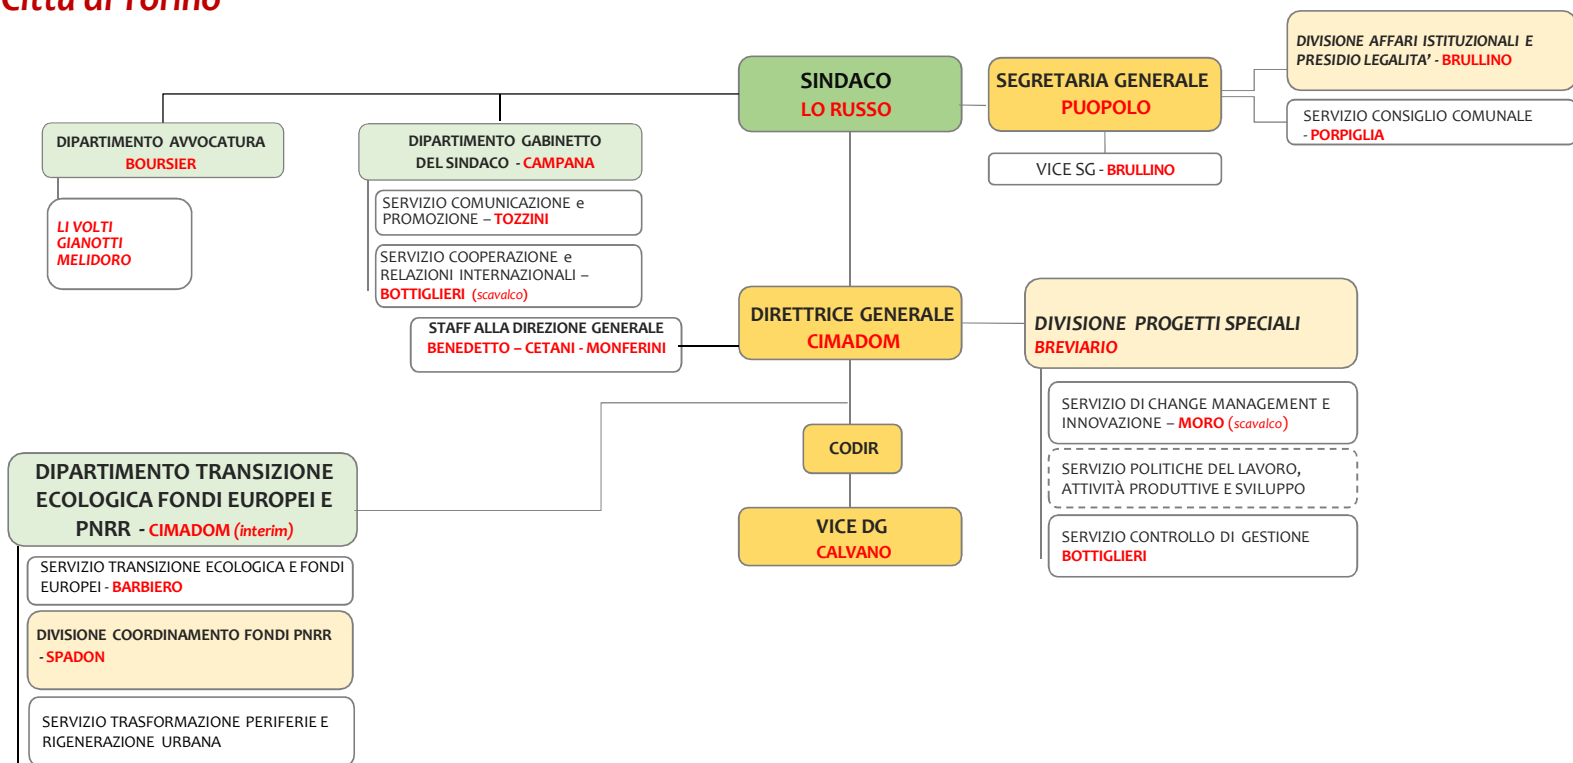 Città di Torino
SINDACO
LO RUSSO
SEGRETARIA GENERALE
PUOPOLO
DIVISIONE AFFARI ISTITUZIONALI E
PRESIDIO LEGALITA’ - BRULLINO
SERVIZIO CONSIGLIO COMUNALE
- PORPIGLIA
VICE SG - BRULLINO
DIPARTIMENTO AVVOCATURA
BOURSIER
LI VOLTI
GIANOTTI
MELIDORO
DIPARTIMENTO GABINETTO
DEL SINDACO - CAMPANA
SERVIZIO COMUNICAZIONE e
PROMOZIONE – TOZZINI
SERVIZIO COOPERAZIONE e
RELAZIONI INTERNAZIONALI –
BOTTIGLIERI (scavalco)
STAFF ALLA DIREZIONE GENERALE
BENEDETTO – CETANI - MONFERINI
DIRETTRICE GENERALE
CIMADOM
DIVISIONE PROGETTI SPECIALI
BREVIARIO
SERVIZIO DI CHANGE MANAGEMENT E
INNOVAZIONE – MORO (scavalco)
SERVIZIO POLITICHE DEL LAVORO,
ATTIVITÀ PRODUTTIVE E SVILUPPO
SERVIZIO CONTROLLO DI GESTIONE
BOTTIGLIERI
CODIR
VICE DG
CALVANO
DIPARTIMENTO TRANSIZIONE
ECOLOGICA FONDI EUROPEI E
PNRR - CIMADOM (interim)
SERVIZIO TRANSIZIONE ECOLOGICA E FONDI
EUROPEI - BARBIERO
DIVISIONE COORDINAMENTO FONDI PNRR
- SPADON
SERVIZIO TRASFORMAZIONE PERIFERIE E
RIGENERAZIONE URBANA